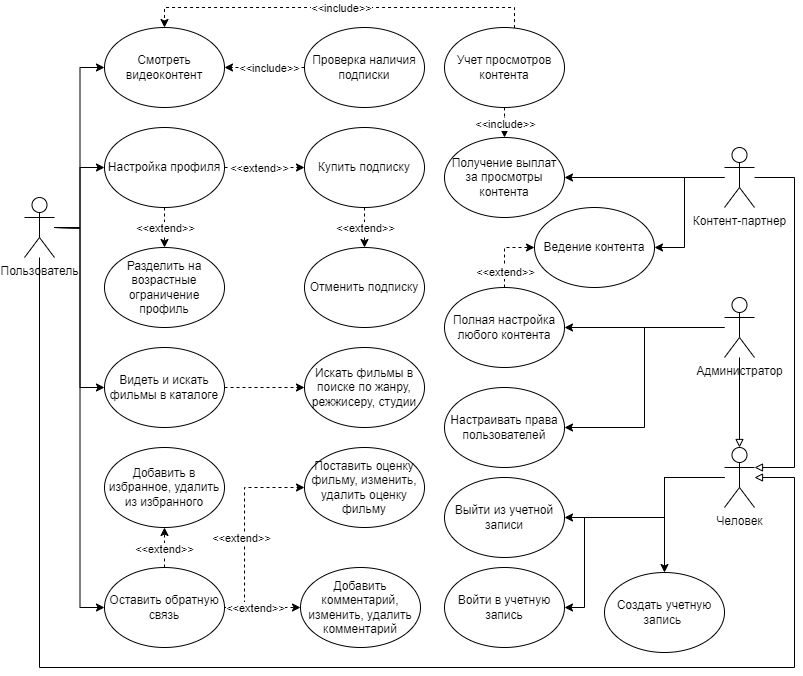 <<include>>
Смотреть
видеоконтент
<<include>>
Проверка наличия
подписки
Учет просмотров
контента
<<include>>
Настройка профиля
<<extend>>
Купить подписку
Получение выплат
за просмотры
контента
Контент-партнер
<<extend>>
<<extend>>
Ведение контента
Пользователь
<<extend>>
Разделить на
возрастные
ограничение
профиль
Отменить подписку
Полная настройка
любого контента
Администратор
Видеть и искать
фильмы в каталоге
Искать фильмы в
поиске по жанру,
режжисеру, студии
Настраивать права
пользователей
Добавить в
избранное, удалить
из избранного
Поставить оценку
фильму, изменить,
удалить оценку
фильму
Выйти из учетной
записи
Человек
<<extend>>
<<extend>>
Оставить обратную
связь
<<extend>>
Добавить
комментарий,
изменить, удалить
комментарий
Войти в учетную
запись
Создать учетную
запись